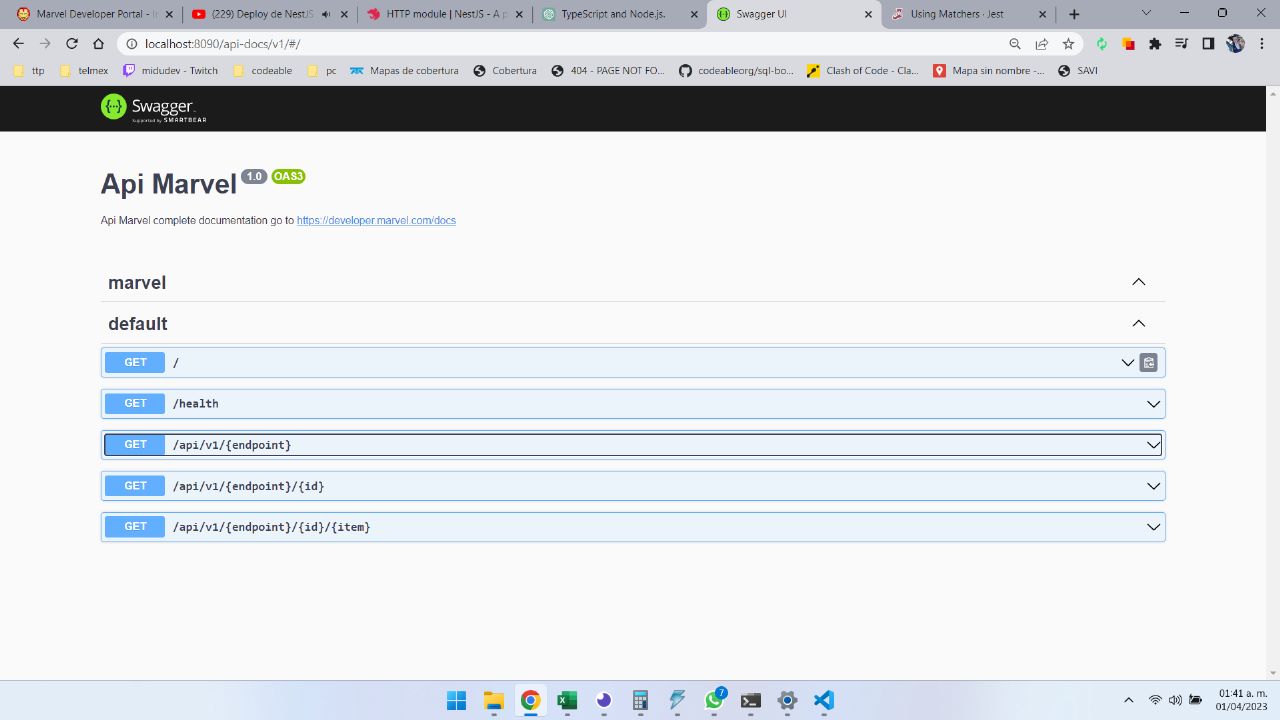 Marvel Developer Portal - Ir
(229) Deploy de NestJS
HTTP module | NestJS - A p
TypeScript and Node.js.
Swagger UI
Using Matchers · Jest
localhost:8090/api-docs/v1/#/
ttp
telmex
midudev - Twitch
codeable
pc
Mapas de cobertura
Cobertura
404 - PAGE NOT FO...
codeableorg/sql-bo...
Clash of Code - Cla...
Mapa sin nombre -...
SAVI
Swagger
Supported by SMARTBEAR
Api Marvel 1.0 OAS3
Api Marvel complete documentation go to https://developer.marvel.com/docs
marvel
default
GET /
GET /health
GET /api/v1/{endpoint}
GET /api/v1/{endpoint}/{id}
GET /api/v1/{endpoint}/{id}/{item}
7
01:41 a. m.
01/04/2023